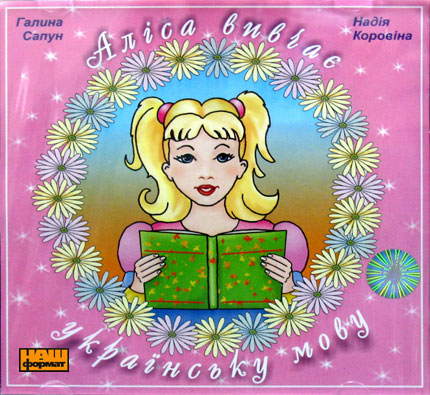 Галина
Сапун
Надія
Коровіна
Аліса вивчає
українську мову
НАШ
формат